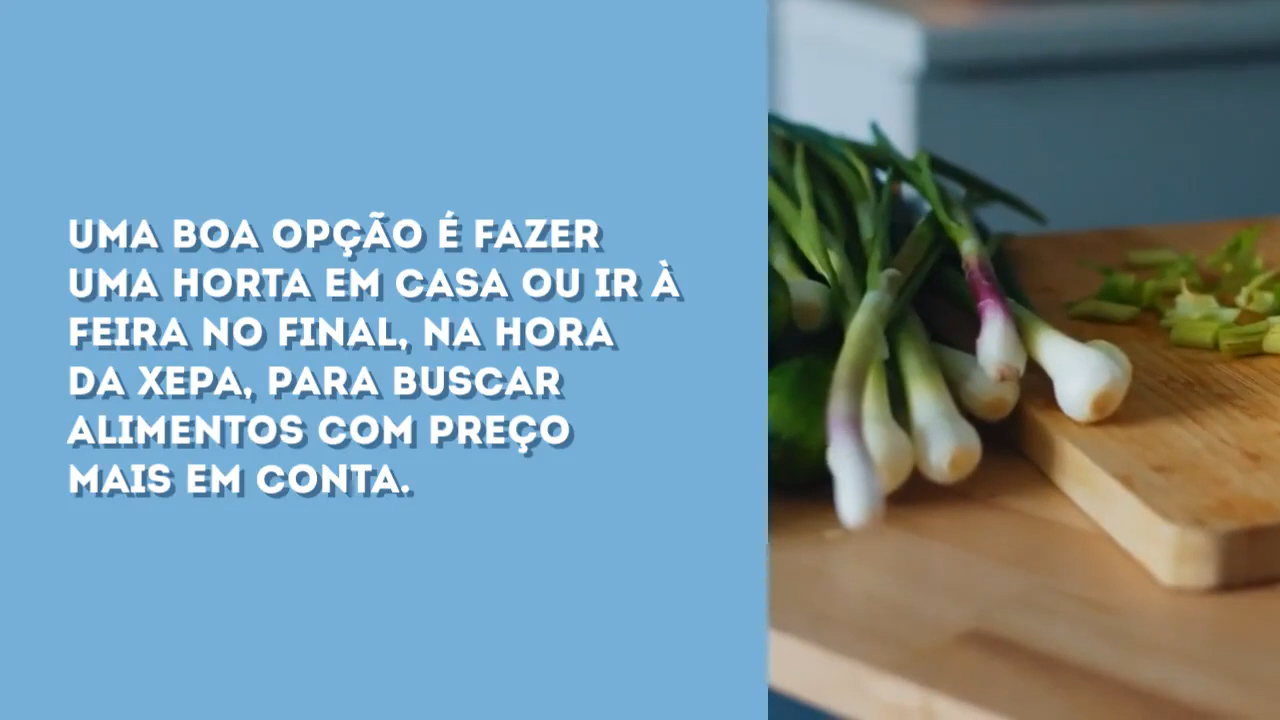 UMA BOA OPÇÃO É FAZER
UMA HORTA EM CASA OU IR À
FEIRA NO FINAL, NA HORA
DA XEPA, PARA BUSCAR
ALIMENTOS COM PREÇO
MAIS EM CONTA.